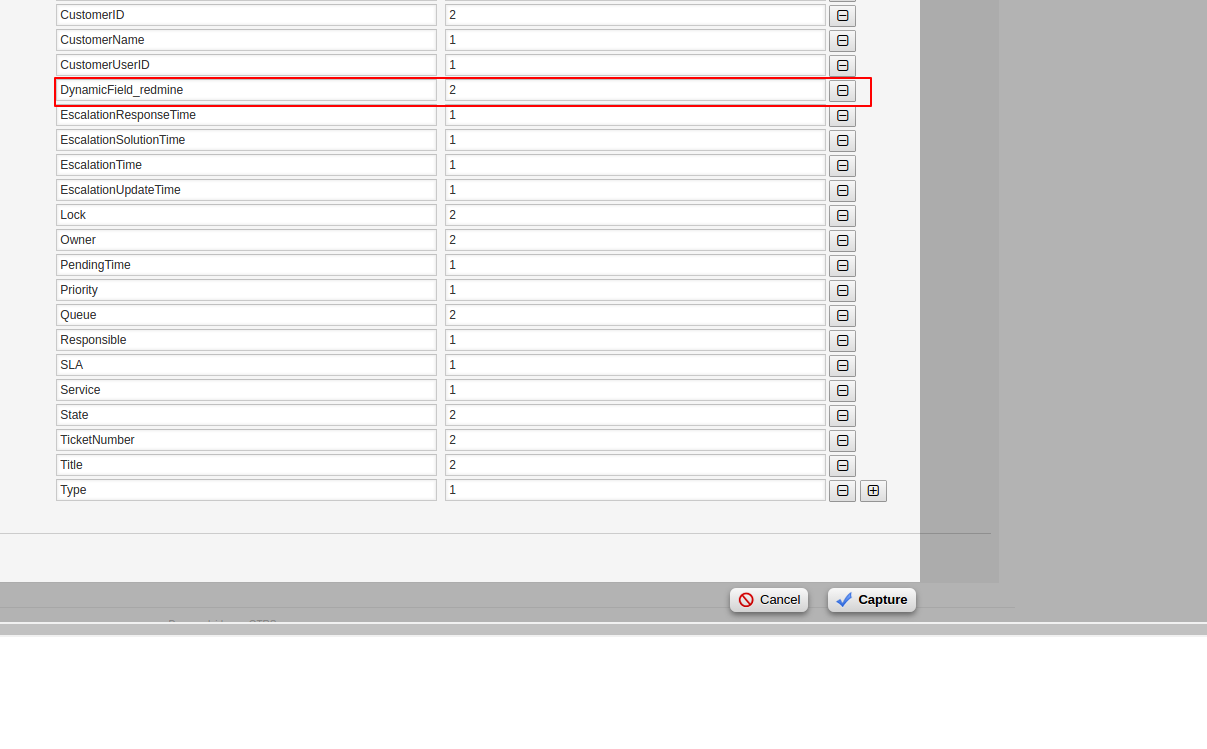 CustomerID 2
CustomerName 1
CustomerUserID 1
DynamicField_redmine 2
EscalationResponseTime 1
EscalationSolutionTime 1
EscalationTime 1
EscalationUpdateTime 1
Lock 2
Owner 2
PendingTime 1
Priority 1
Queue 2
Responsible 1
SLA 1
Service 1
State 2
TicketNumber 2
Title 2
Type 1
Cancel Capture